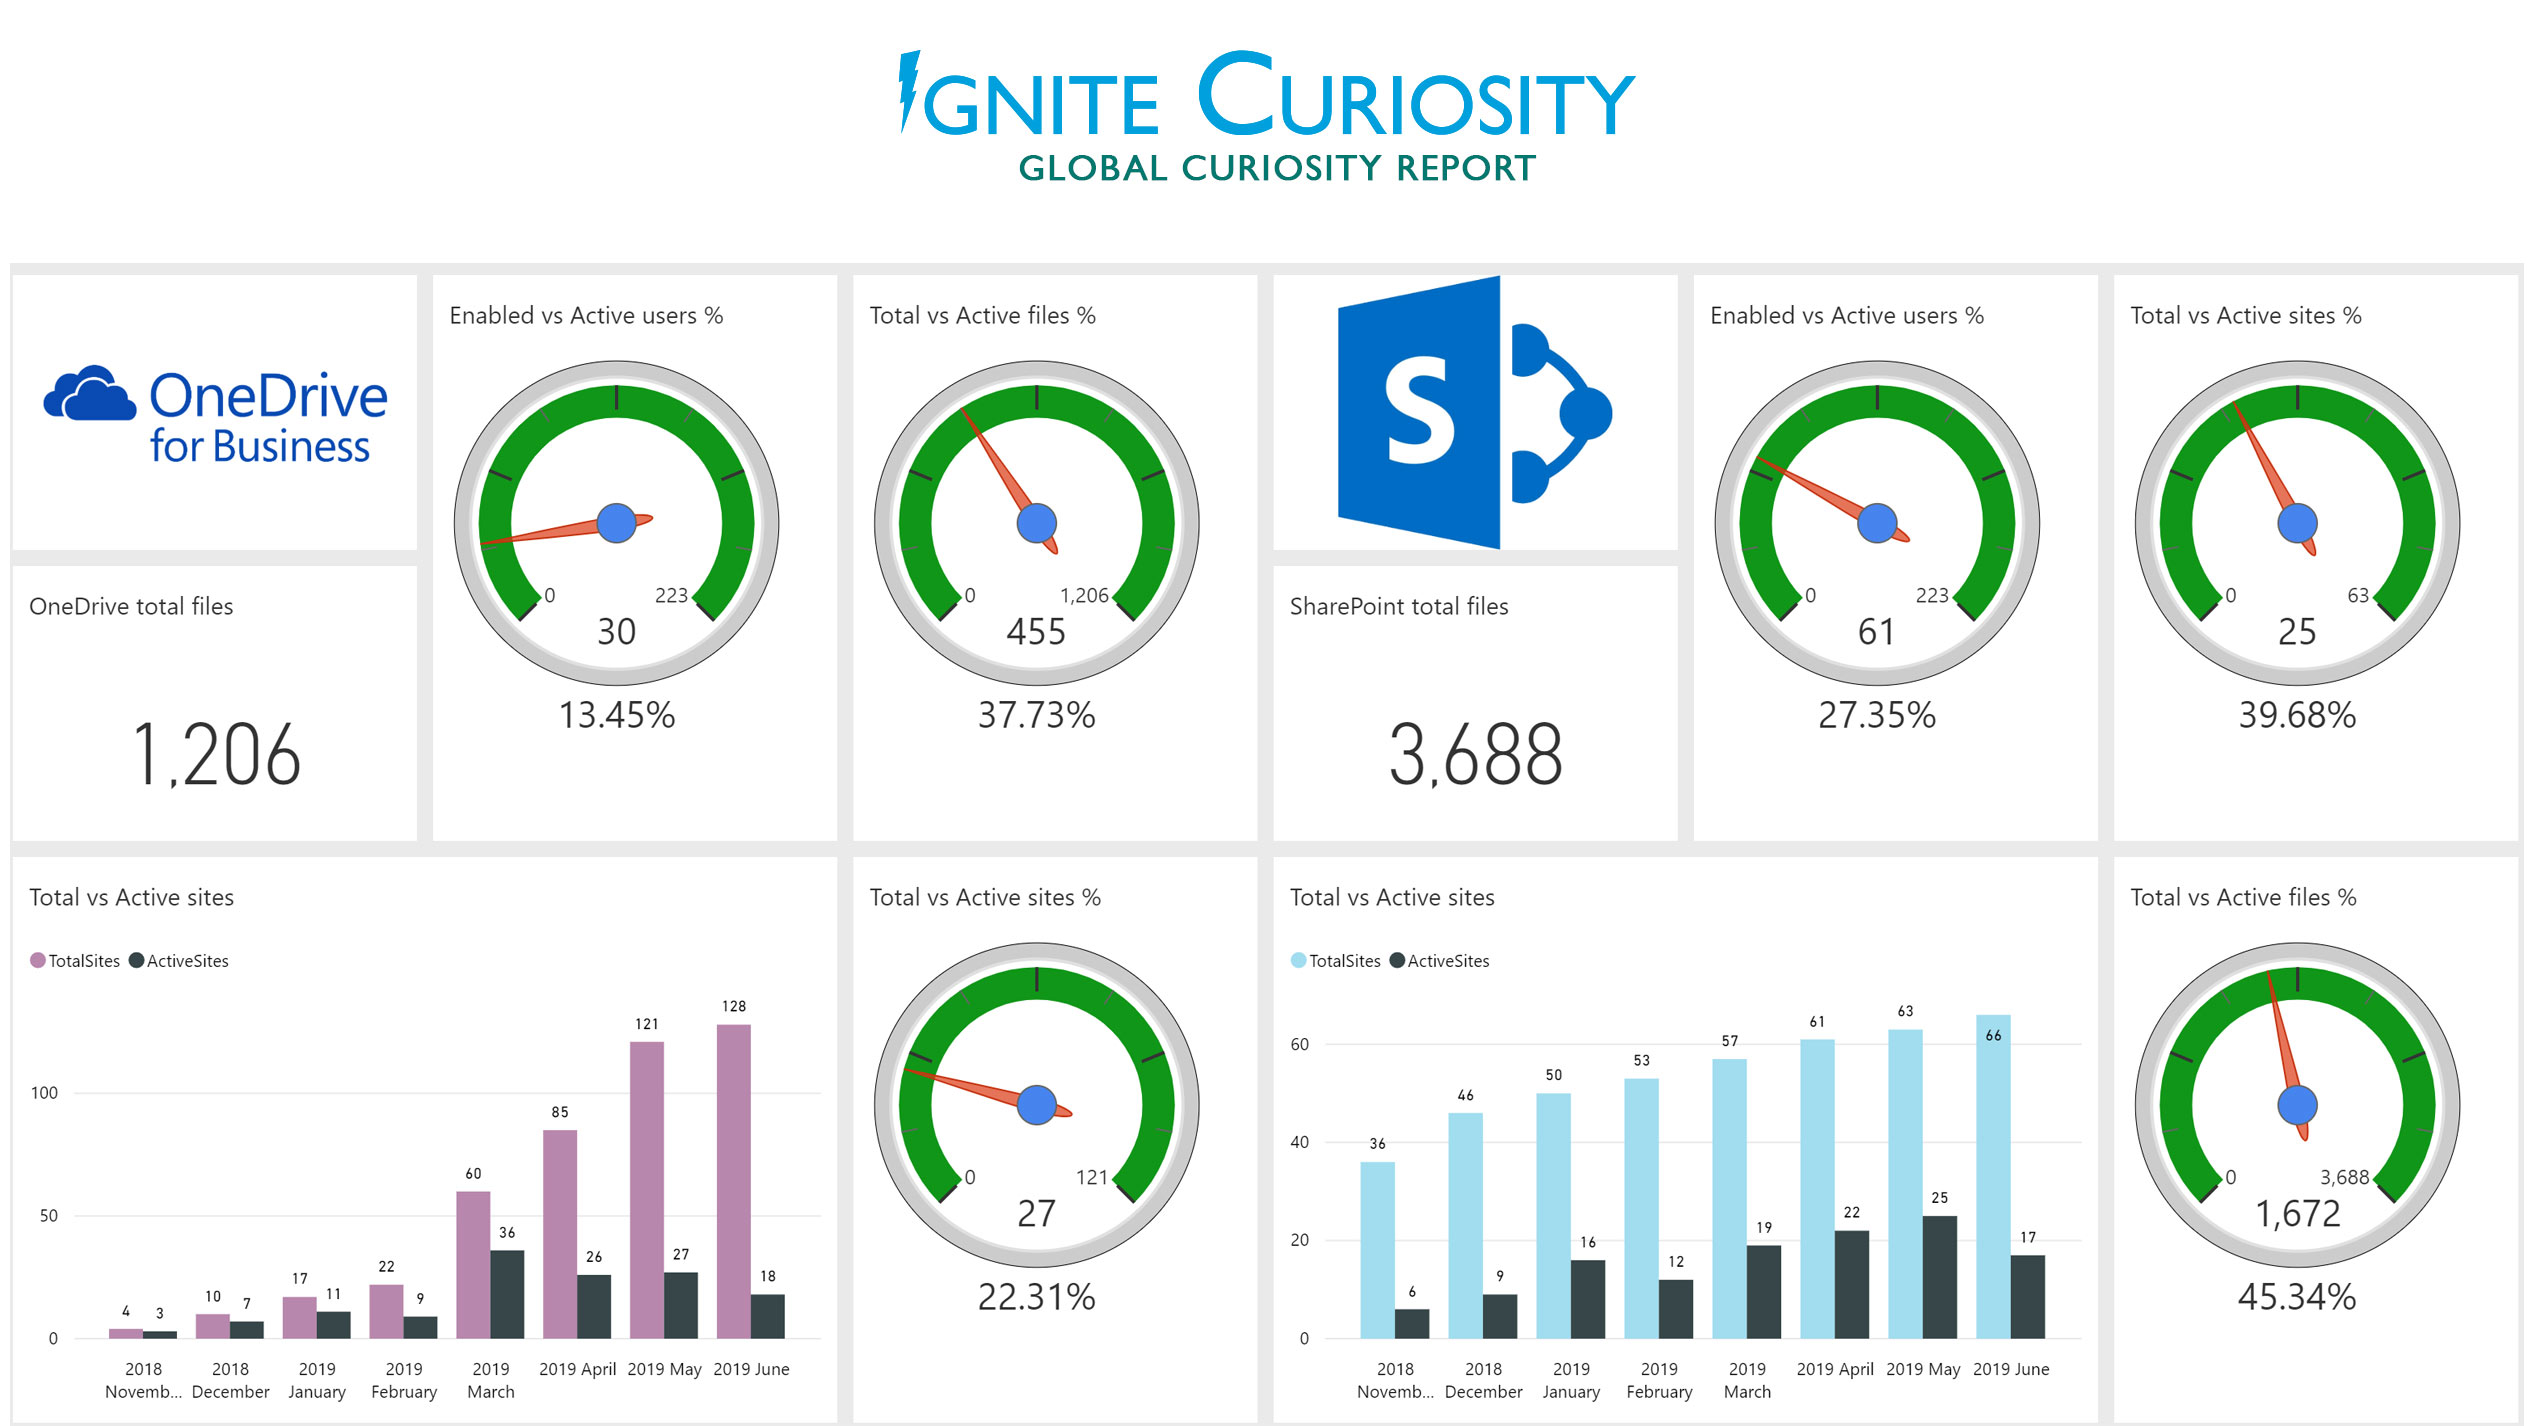 IGNITE CURIOSITY
GLOBAL CURIOSITY REPORT
OneDrive
for Business
OneDrive total files
1,206
Enabled vs Active users %
0
223
30
13.45%
Total vs Active files %
0
1,206
455
37.73%
S
SharePoint total files
3,688
Enabled vs Active users %
0
223
61
27.35%
Total vs Active sites %
0
63
25
39.68%
Total vs Active sites
TotalSites ActiveSites
100
50
0
4 3
10 7
17 11
22 9
60 36
85 26
121 27
128 18
2018 Novemb...
2018 December
2019 January
2019 February
2019 March
2019 April
2019 May
2019 June
Total vs Active sites %
0
121
27
22.31%
Total vs Active sites
TotalSites ActiveSites
60
40
20
0
36 6
46 9
50 16
53 12
57 19
61 22
63 25
66 17
2018 Novemb...
2018 December
2019 January
2019 February
2019 March
2019 April
2019 May
2019 June
Total vs Active files %
0
3,688
1,672
45.34%